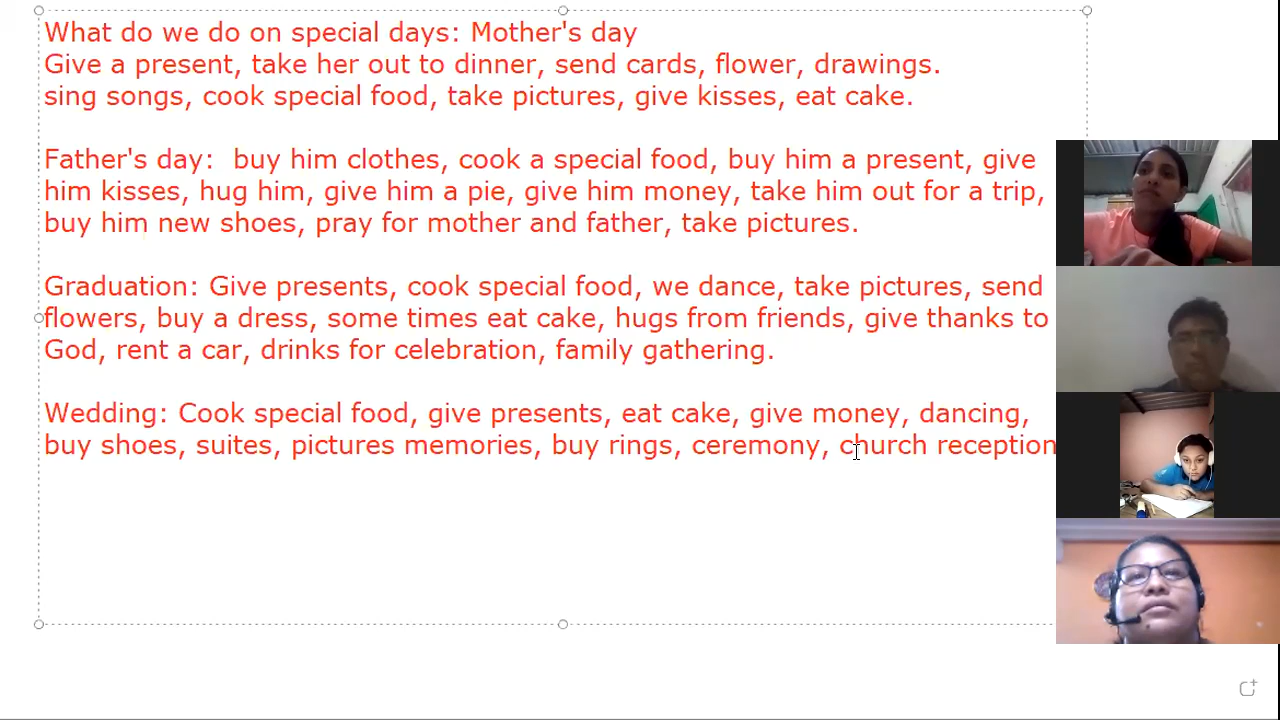 What do we do on special days: Mother's day
Give a present, take her out to dinner, send cards, flower, drawings.
sing songs, cook special food, take pictures, give kisses, eat cake.
Father's day:  buy him clothes, cook a special food, buy him a present, give
him kisses, hug him, give him a pie, give him money, take him out for a trip,
buy him new shoes, pray for mother and father, take pictures.
Graduation: Give presents, cook special food, we dance, take pictures, send
flowers, buy a dress, some times eat cake, hugs from friends, give thanks to
God, rent a car, drinks for celebration, family gathering.
Wedding: Cook special food, give presents, eat cake, give money, dancing,
buy shoes, suites, pictures memories, buy rings, ceremony, church reception